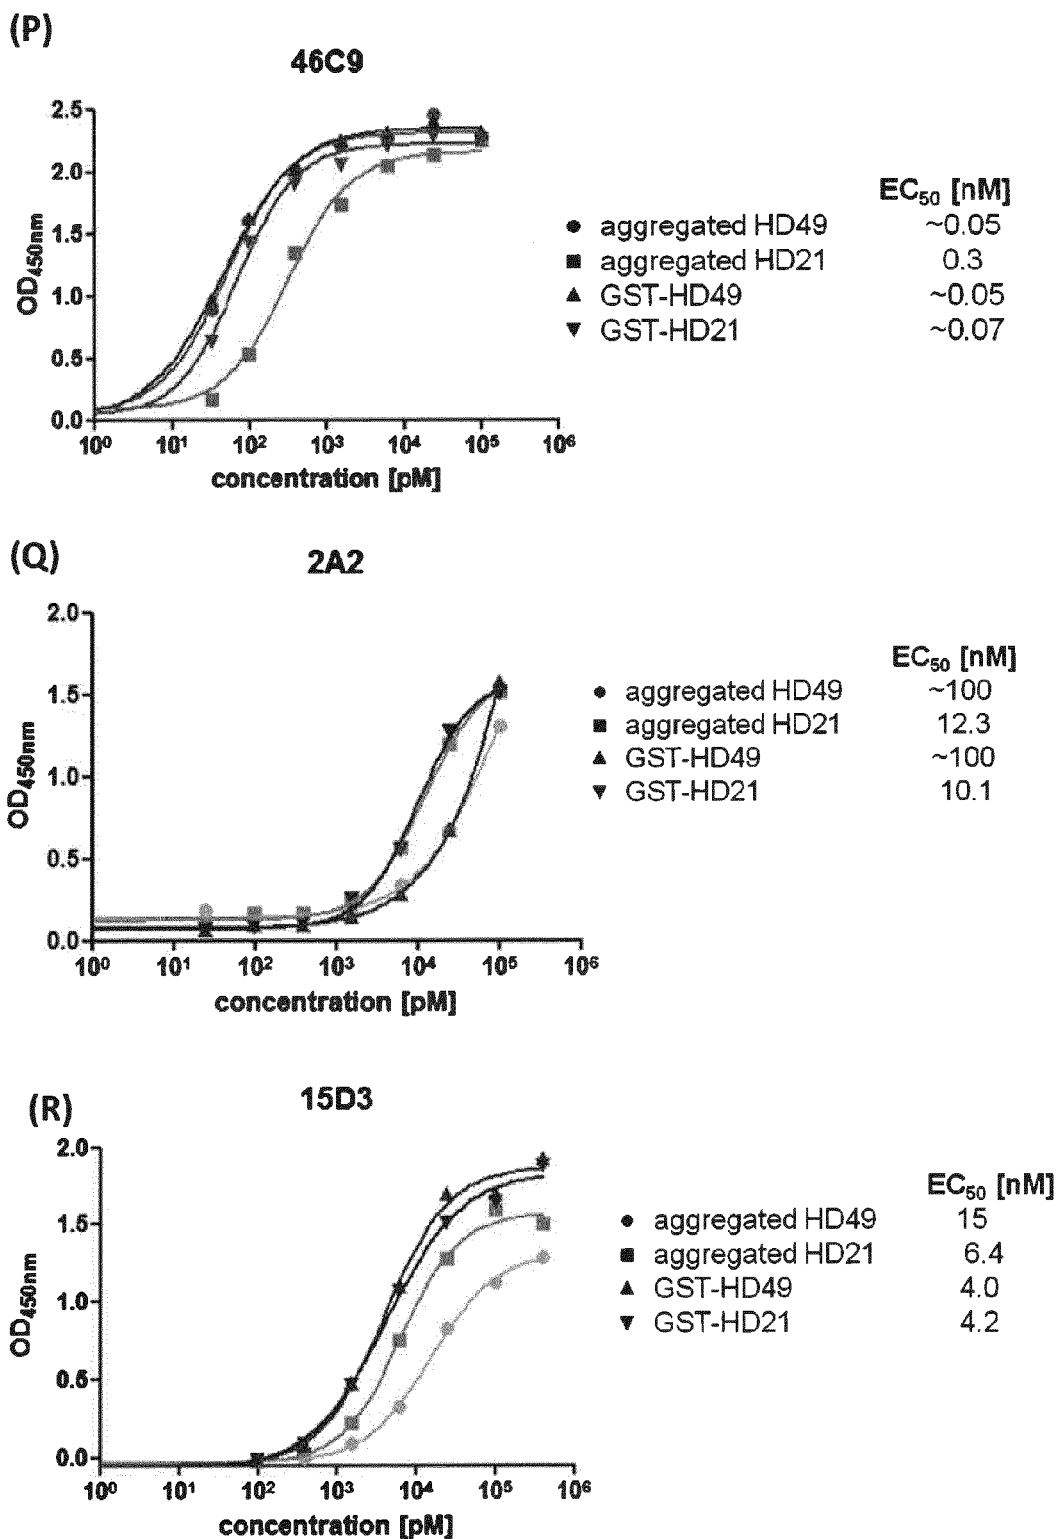 (P)
46C9
2.5
2.0
1.5
1.0
0.5
0.0
OD450nm
10⁰ 10¹ 10² 10³ 10⁴ 10⁵ 10⁶
concentration [pM]
EC₅₀ [nM]
aggregated HD49 ~0.05
aggregated HD21 0.3
GST-HD49 ~0.05
GST-HD21 ~0.07
(Q)
2A2
2.0
1.5
1.0
0.5
0.0
OD450nm
10⁰ 10¹ 10² 10³ 10⁴ 10⁵ 10⁶
concentration [pM]
EC₅₀ [nM]
aggregated HD49 ~100
aggregated HD21 12.3
GST-HD49 ~100
GST-HD21 10.1
(R)
15D3
2.0
1.5
1.0
0.5
0.0
OD450nm
10⁰ 10¹ 10² 10³ 10⁴ 10⁵ 10⁶
concentration [pM]
EC₅₀ [nM]
aggregated HD49 15
aggregated HD21 6.4
GST-HD49 4.0
GST-HD21 4.2